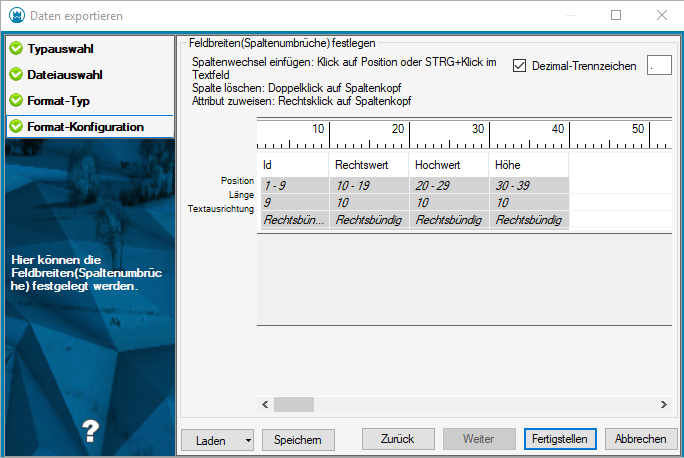 Daten exportieren
Typauswahl
Dateiauswahl
Format-Typ
Format-Konfiguration
Hier können die
Feldbreiten(Spaltenumbrüc
he) festgelegt werden.
?
Feldbreiten(Spaltenumbrüche) festlegen
Spaltenwechsel einfügen: Klick auf Position oder STRG+Klick im
Textfeld
Spalte löschen: Doppelklick auf Spaltenkopf
Attribut zuweisen: Rechtsklick auf Spaltenkopf
Dezimal-Trennzeichen .
10 20 30 40 50
Id Rechtswert Hochwert Höhe
Position 1 - 9 10 - 19 20 - 29 30 - 39
Länge 9 10 10 10
Textausrichtung Rechtsbün... Rechtsbündig Rechtsbündig Rechtsbündig
Laden Speichern Zurück Weiter Fertigstellen Abbrechen